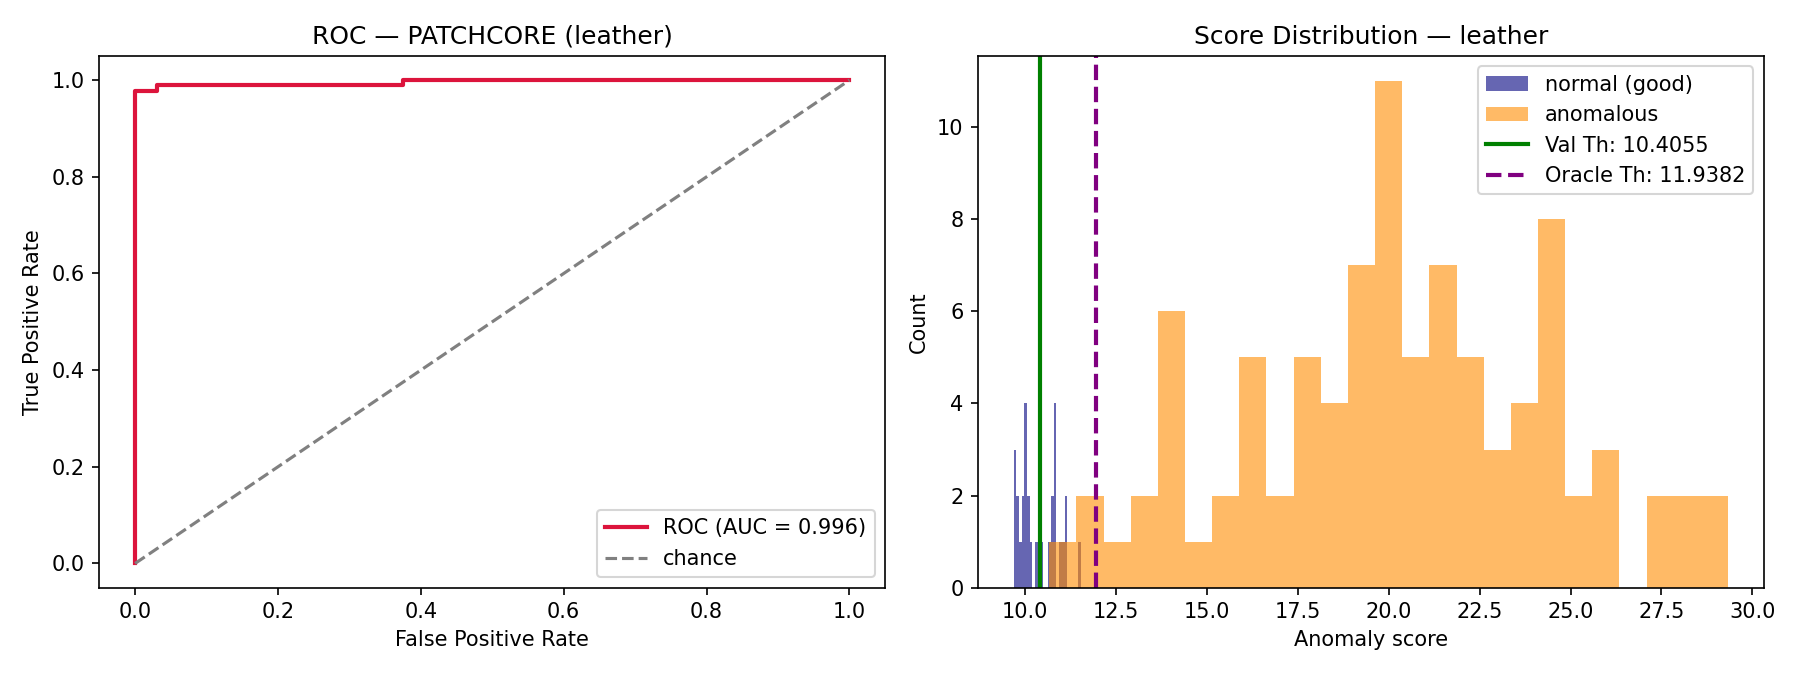 ROC — PATCHCORE (leather)
True Positive Rate
1.0
0.8
0.6
0.4
0.2
0.0
0.0 0.2 0.4 0.6 0.8 1.0
False Positive Rate
ROC (AUC = 0.996)
chance
Score Distribution — leather
Count
10
8
6
4
2
0
10.0 12.5 15.0 17.5 20.0 22.5 25.0 27.5 30.0
Anomaly score
normal (good)
anomalous
Val Th: 10.4055
Oracle Th: 11.9382